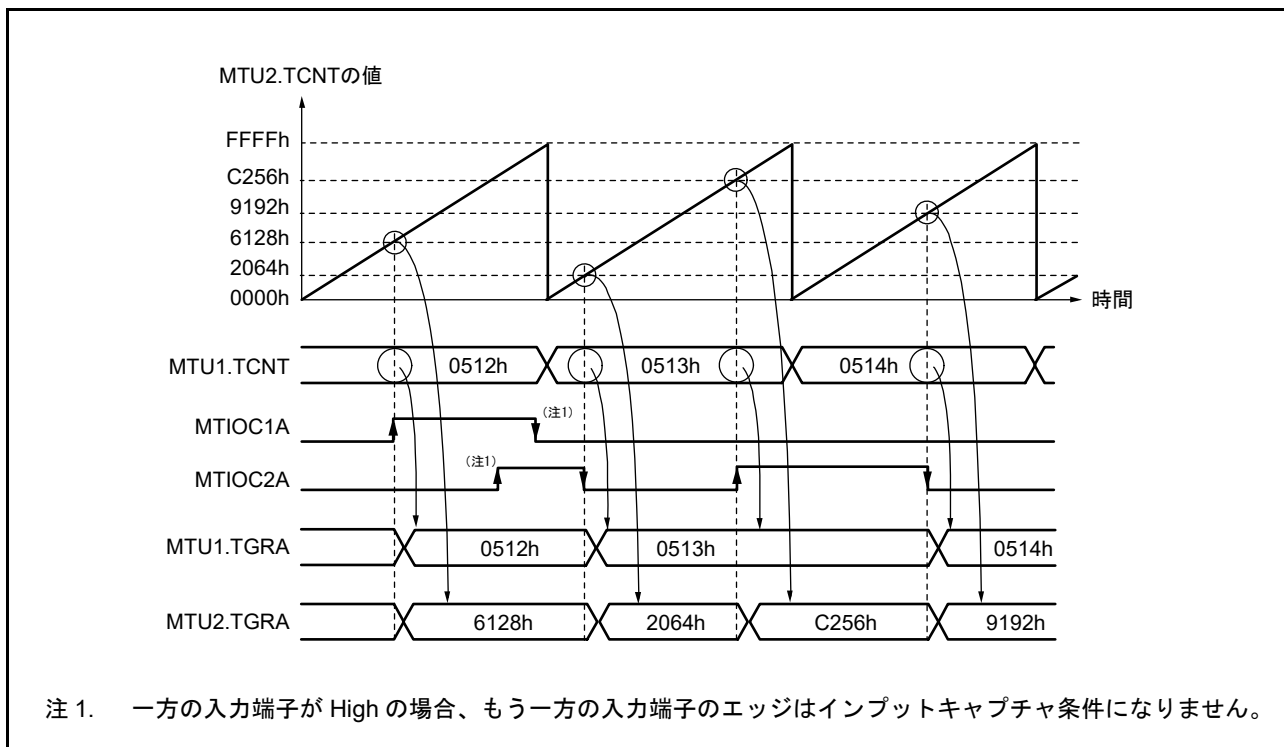 MTU2.TCNTの値
FFFFh
C256h
9192h
6128h
2064h
0000h
時間
MTU1.TCNT 0512h 0513h 0514h
MTIOC1A (注1)
MTIOC2A (注1)
MTU1.TGRA 0512h 0513h 0514h
MTU2.TGRA 6128h 2064h C256h 9192h
注 1. 一方の入力端子が High の場合、もう一方の入力端子のエッジはインプットキャプチャ条件になりません。